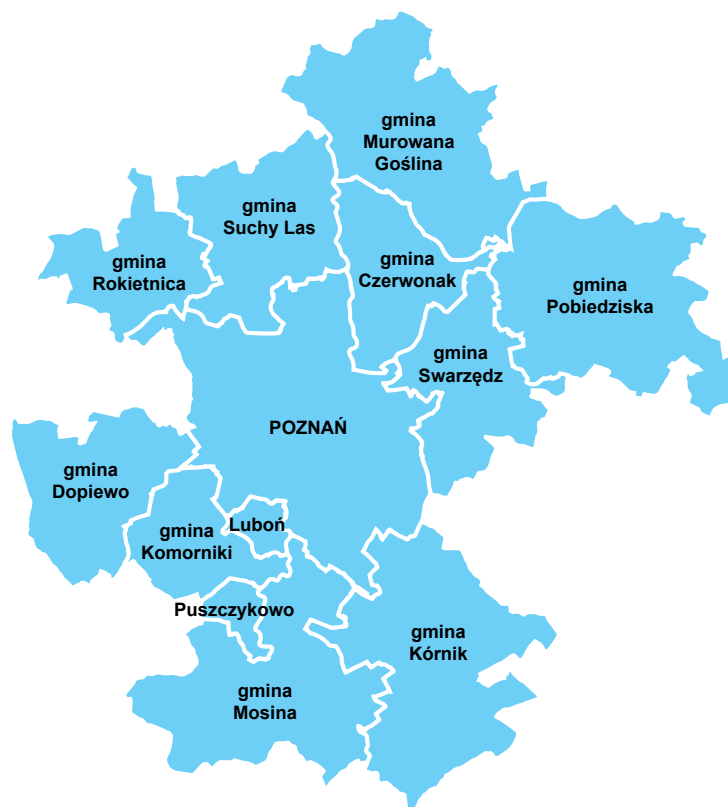 gmina
Murowana
Goślina
gmina
Suchy Las
gmina
Rokietnica
gmina
Czerwonak
gmina
Pobiedziska
gmina
Swarzędz
POZNAŃ
gmina
Dopiewo
gmina
Komorniki
Luboń
Puszczykowo
gmina
Kórnik
gmina
Mosina